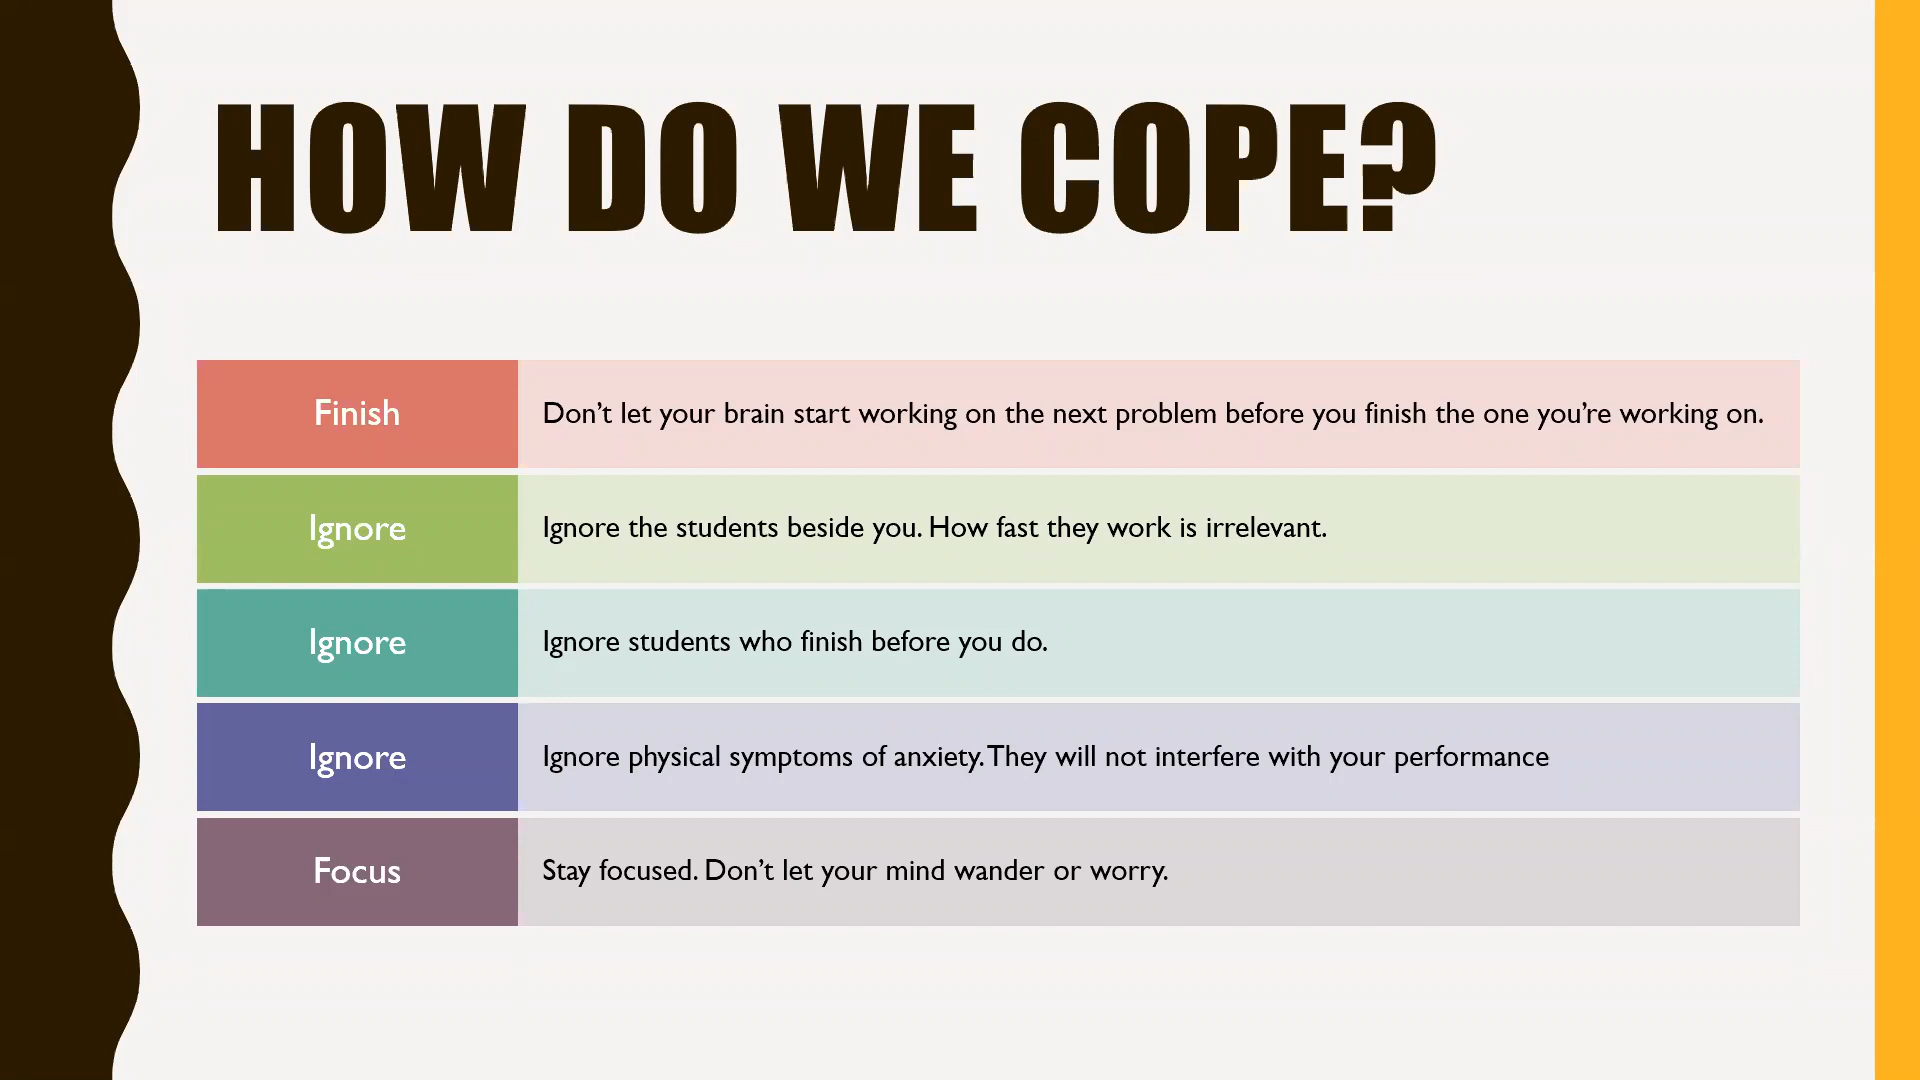 HOW DO WE COPE?
Finish
Don’t let your brain start working on the next problem before you finish the one you’re working on.
Ignore
Ignore the students beside you. How fast they work is irrelevant.
Ignore
Ignore students who finish before you do.
Ignore
Ignore physical symptoms of anxiety. They will not interfere with your performance
Focus
Stay focused. Don’t let your mind wander or worry.